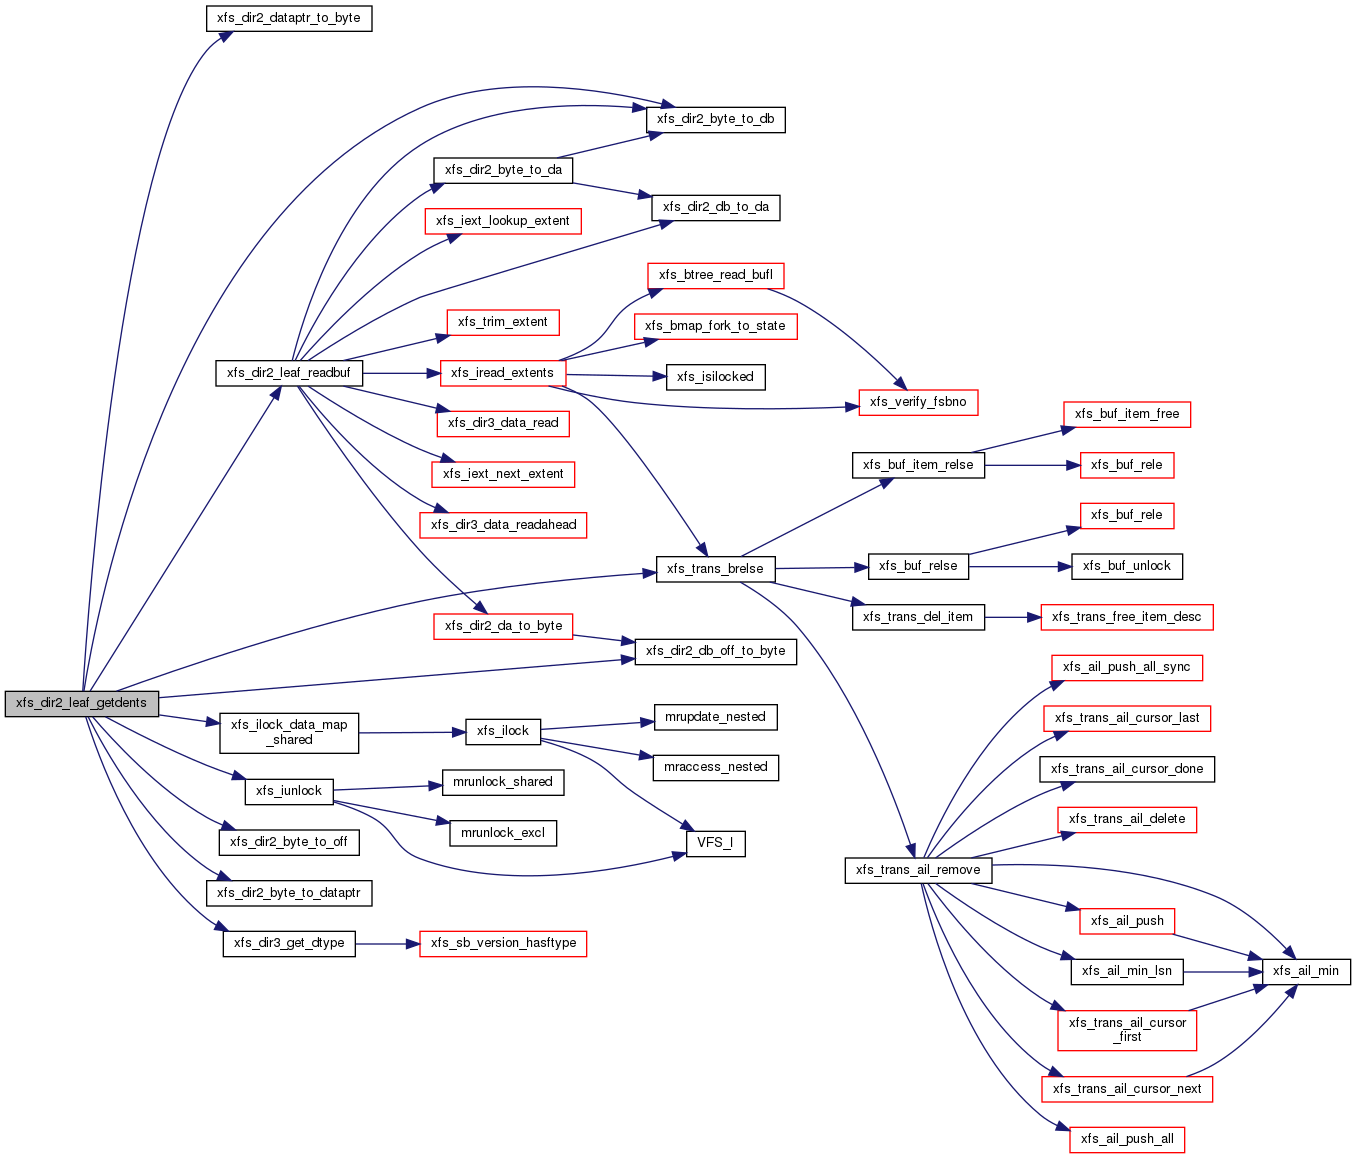 xfs_dir2_dataptr_to_byte
xfs_dir2_byte_to_db
xfs_dir2_byte_to_da
xfs_dir2_db_to_da
xfs_iext_lookup_extent
xfs_btree_read_bufl
xfs_trim_extent
xfs_bmap_fork_to_state
xfs_dir2_leaf_readbuf
xfs_iread_extents
xfs_isilocked
xfs_verify_fsbno
xfs_dir3_data_read
xfs_buf_item_free
xfs_iext_next_extent
xfs_buf_item_relse
xfs_buf_rele
xfs_dir3_data_readahead
xfs_buf_rele
xfs_trans_brelse
xfs_buf_relse
xfs_buf_unlock
xfs_dir2_da_to_byte
xfs_trans_del_item
xfs_trans_free_item_desc
xfs_dir2_db_off_to_byte
xfs_ail_push_all_sync
xfs_dir2_leaf_getdents
xfs_ilock_data_map
_shared
xfs_ilock
mrupdate_nested
xfs_trans_ail_cursor_last
mraccess_nested
xfs_trans_ail_cursor_done
xfs_iunlock
mrunlock_shared
xfs_trans_ail_delete
mrunlock_excl
VFS_I
xfs_dir2_byte_to_off
xfs_trans_ail_remove
xfs_dir2_byte_to_dataptr
xfs_ail_push
xfs_dir3_get_dtype
xfs_sb_version_hasftype
xfs_ail_min_lsn
xfs_ail_min
xfs_trans_ail_cursor
_first
xfs_trans_ail_cursor_next
xfs_ail_push_all